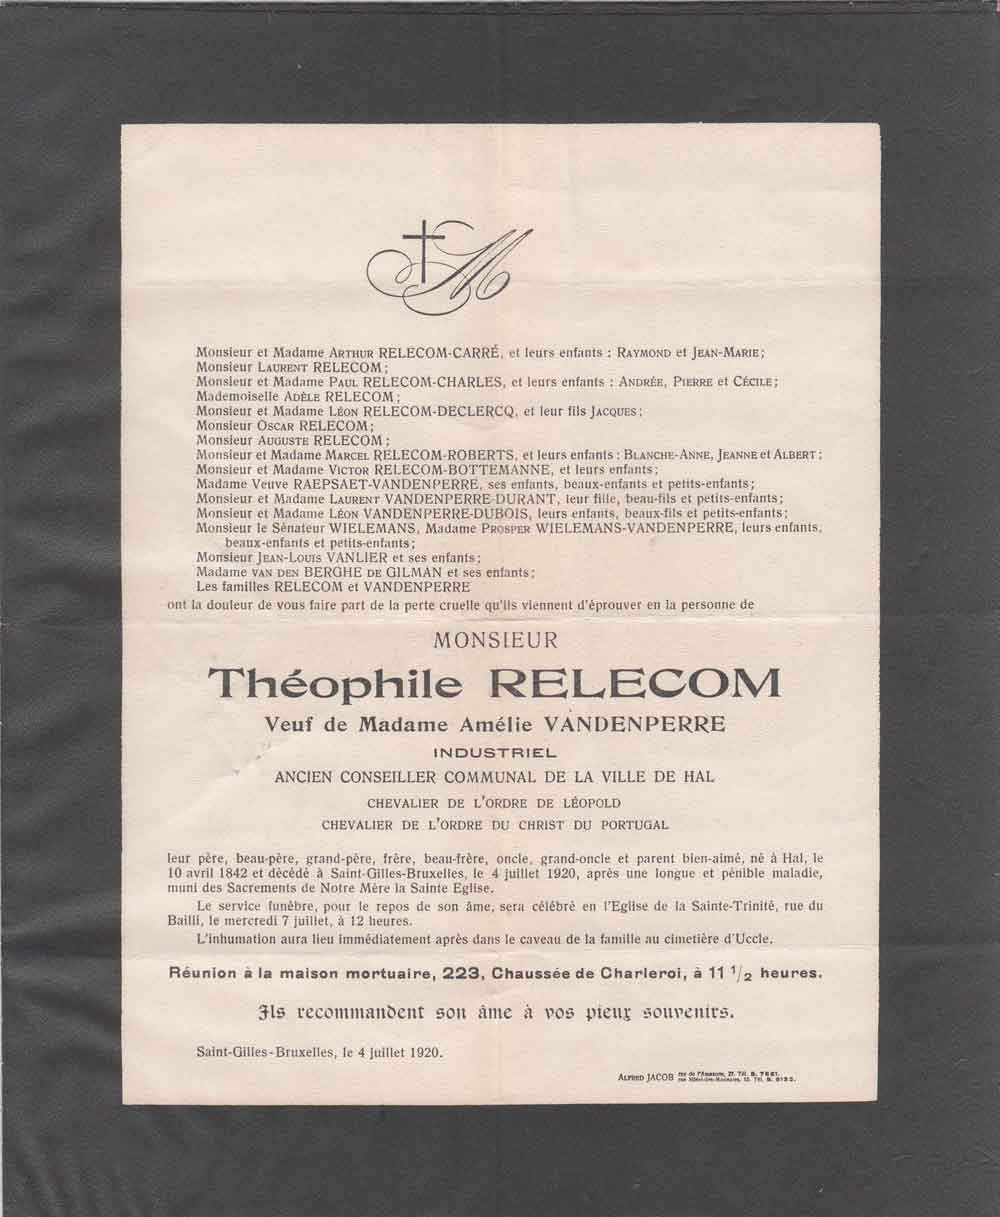 M
Monsieur et Madame ARTHUR RELECOM-CARRÉ, et leurs enfants : RAYMOND et JEAN-MARIE;
Monsieur LAURENT RELECOM;
Monsieur et Madame PAUL RELECOM-CHARLES, et leurs enfants : ANDRÉE, PIERRE et CÉCILE;
Mademoiselle ADÈLE RELECOM;
Monsieur et Madame LÉON RELECOM-DECLERCQ, et leur fils JACQUES;
Monsieur OSCAR RELECOM;
Monsieur AUGUSTE RELECOM;
Monsieur et Madame MARCEL RELECOM-ROBERTS, et leurs enfants : BLANCHE-ANNE, JEANNE et ALBERT;
Monsieur et Madame VICTOR RELECOM-BOTTEMANNE, et leurs enfants;
Madame Veuve RAEPSAET-VANDENPERRE, ses enfants, beaux-enfants et petits-enfants;
Monsieur et Madame LAURENT VANDENPERRE-DURANT, leur fille, beau-fils et petits-enfants;
Monsieur et Madame LÉON VANDENPERRE-DUBOIS, leurs enfants, beaux-fils et petits-enfants;
Monsieur le Sénateur WIELEMANS, Madame PROSPER WIELEMANS-VANDENPERRE, leurs enfants,
beaux-enfants et petits-enfants;
Monsieur JEAN-LOUIS VANLIER et ses enfants;
Madame VAN DEN BERGHE DE GILMAN et ses enfants;
Les familles RELECOM et VANDENPERRE
ont la douleur de vous faire part de la perte cruelle qu'ils viennent d'éprouver en la personne de
MONSIEUR
Théophile RELECOM
Veuf de Madame Amélie VANDENPERRE
INDUSTRIEL
ANCIEN CONSEILLER COMMUNAL DE LA VILLE DE HAL
CHEVALIER DE L'ORDRE DE LÉOPOLD
CHEVALIER DE L'ORDRE DU CHRIST DU PORTUGAL
leur père, beau-père, grand-père, frère, beau-frère, oncle, grand-oncle et parent bien-aimé, né à Hal, le
10 avril 1842 et décédé à Saint-Gilles-Bruxelles, le 4 juillet 1920, après une longue et pénible maladie,
muni des Sacrements de Notre Mère la Sainte Eglise.
Le service funèbre, pour le repos de son âme, sera célébré en l'Eglise de la Sainte-Trinité, rue du
Bailli, le mercredi 7 juillet, à 12 heures.
L'inhumation aura lieu immédiatement après dans le caveau de la famille au cimetière d'Uccle.
Réunion à la maison mortuaire, 223, Chaussée de Charleroi, à 11 1/2 heures.
Ils recommandent son âme à vos pieux souvenirs.
Saint-Gilles-Bruxelles, le 4 juillet 1920.
ALFRED JACOB